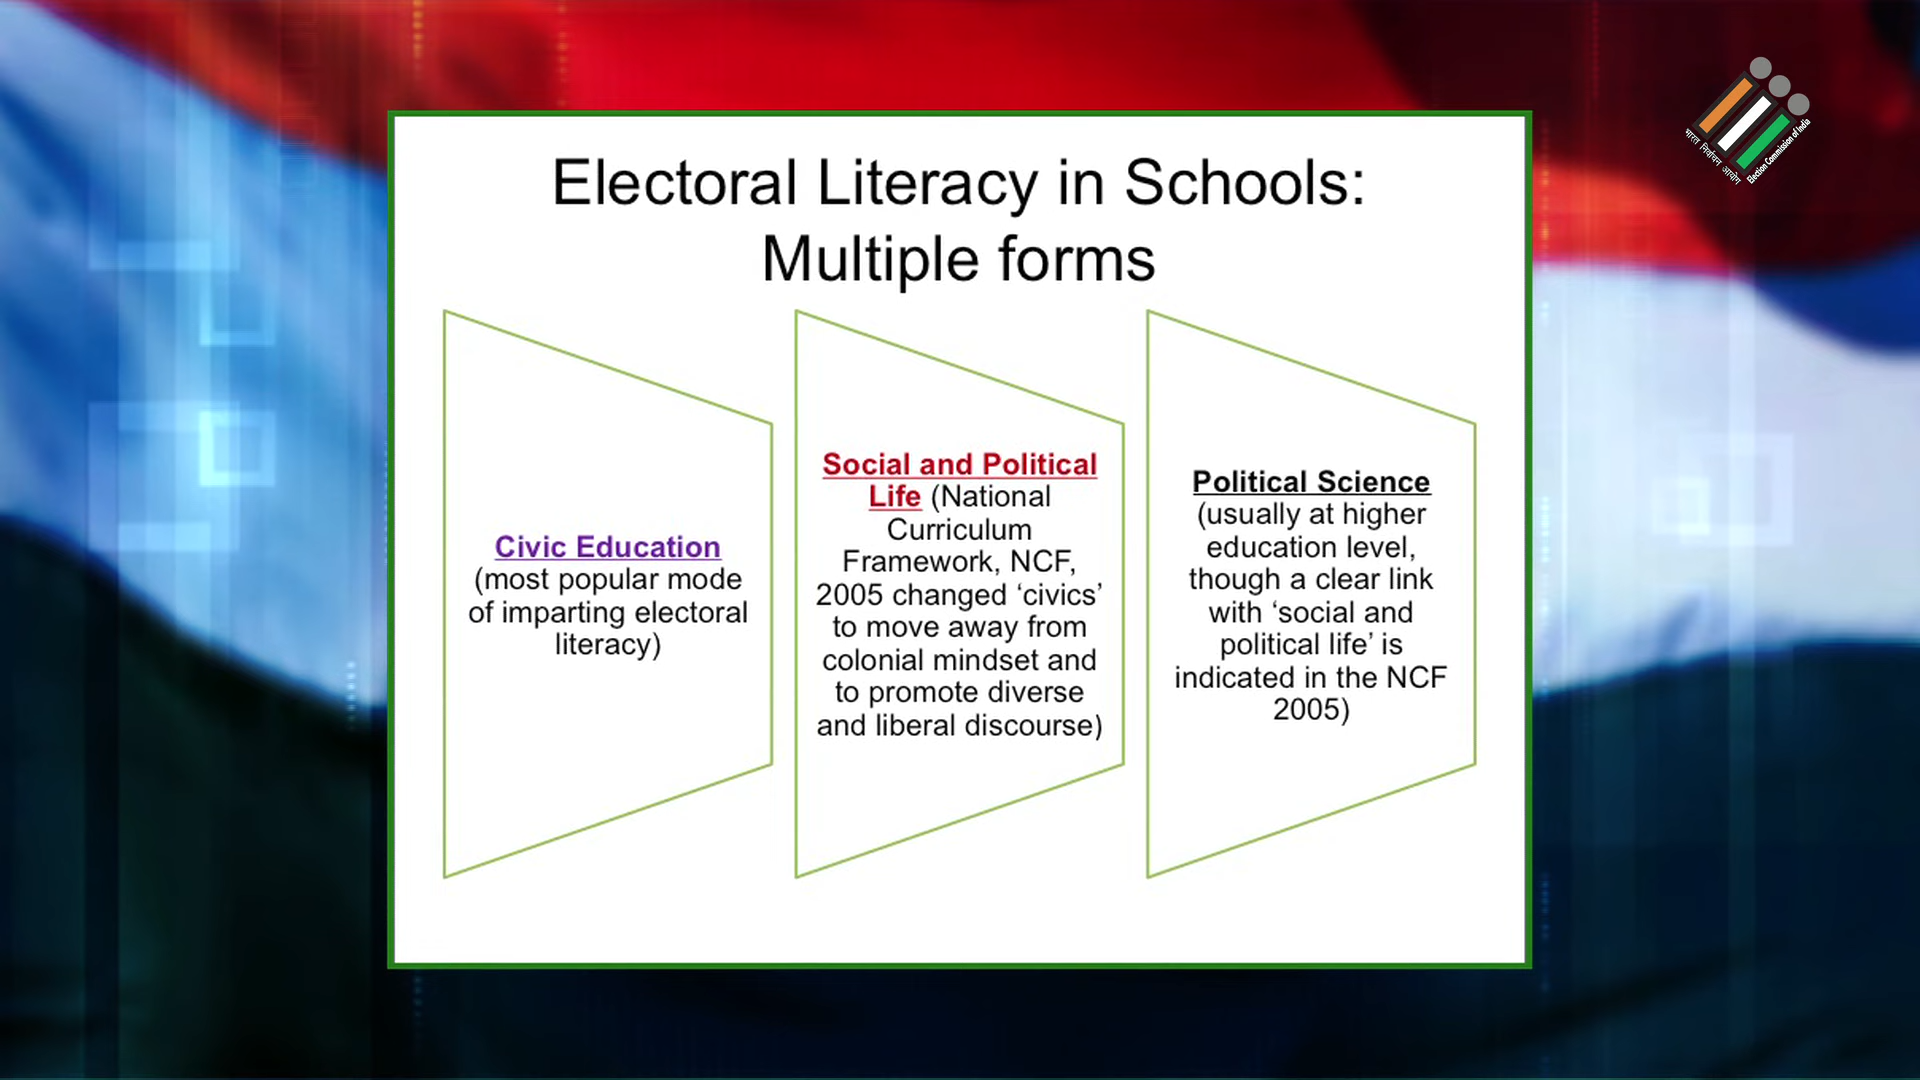 Electoral Literacy in Schools:
Multiple forms
Civic Education
(most popular mode
of imparting electoral
literacy)
Social and Political
Life (National
Curriculum
Framework, NCF,
2005 changed ‘civics’
to move away from
colonial mindset and
to promote diverse
and liberal discourse)
Political Science
(usually at higher
education level,
though a clear link
with ‘social and
political life’ is
indicated in the NCF
2005)
भारत निर्वाचन आयोग
Election Commission of India